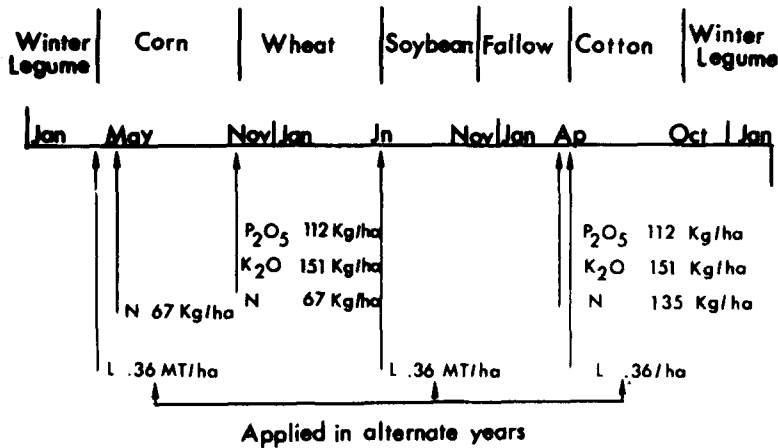 Winter Legume Corn Wheat Soybean Fallow Cotton Winter Legume
Jan May Nov Jan Jn Nov Jan Ap Oct Jan
P2O5 112 Kg/ha P2O5 112 Kg/ha
K2O 151 Kg/ha K2O 151 Kg/ha
N 67 Kg/ha N 67 Kg/ha N 135 Kg/ha
L .36 MT/ha L .36 MT/ha L .36/ha
Applied in alternate years